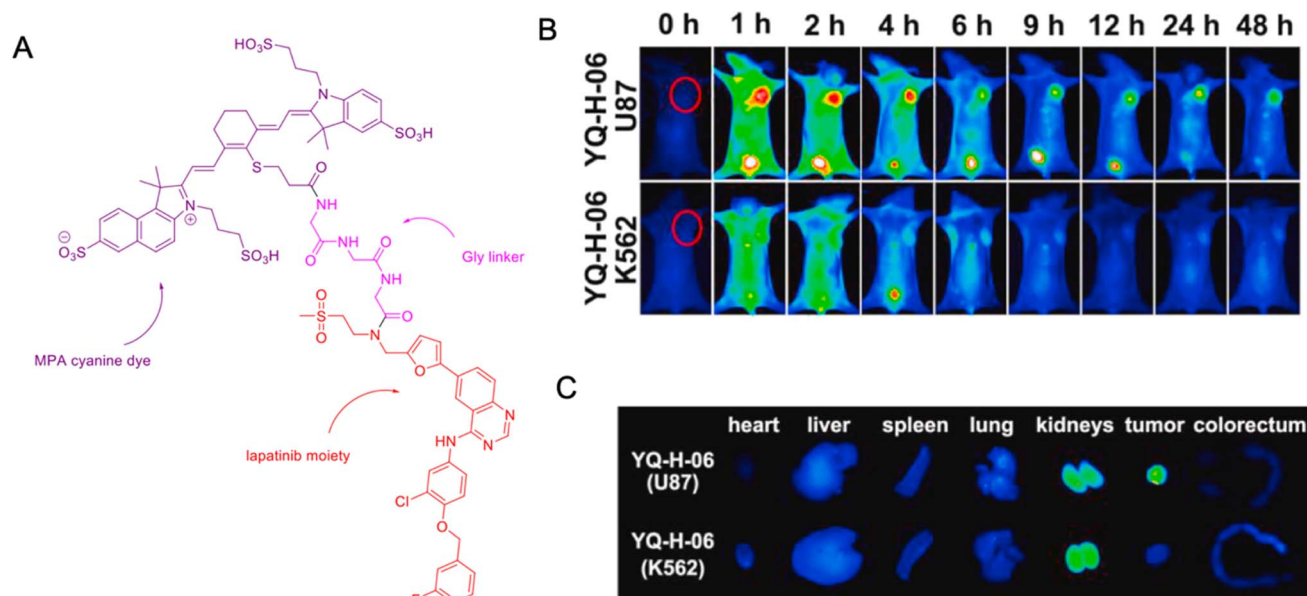 A
HO₃S
N
SO₃H
S
N
⊕
⊖
O₃S
SO₃H
O
NH
O
NH
O
NH
O
N
O
O
S
O
N
N
HN
Cl
O
F
Gly linker
MPA cyanine dye
lapatinib moiety
B
0 h 1 h 2 h 4 h 6 h 9 h 12 h 24 h 48 h
YQ-H-06
U87
YQ-H-06
K562
C
heart liver spleen lung kidneys tumor colorectum
YQ-H-06
(U87)
YQ-H-06
(K562)